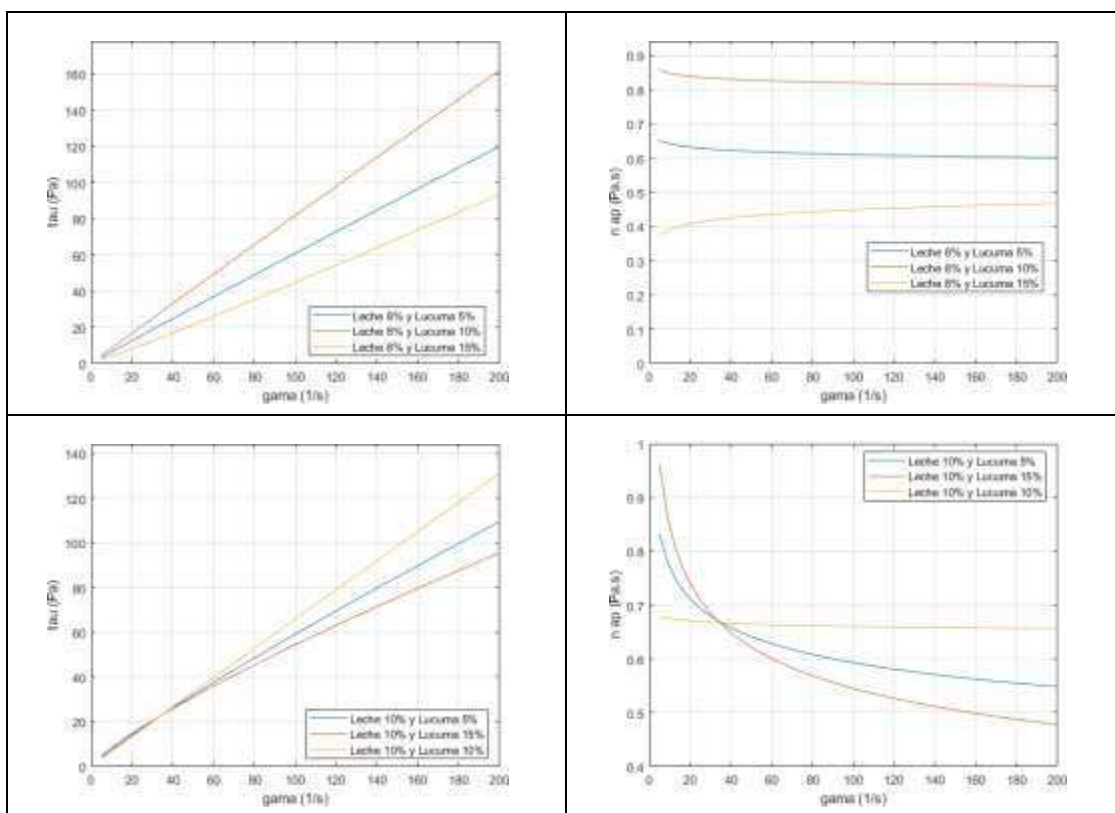 160
140
120
100
80
60
40
20
0
tau (Pa)
Leche 8% y Lucuma 5%
Leche 8% y Lucuma 10%
Leche 8% y Lucuma 15%
0 20 40 60 80 100 120 140 160 180 200
gama (1/s)
0.9
0.8
0.7
0.6
0.5
0.4
0.3
0.2
0.1
0
n ap (Pa.s)
Leche 8% y Lucuma 5%
Leche 8% y Lucuma 10%
Leche 8% y Lucuma 15%
0 20 40 60 80 100 120 140 160 180 200
gama (1/s)
140
120
100
80
60
40
20
0
tau (Pa)
Leche 10% y Lucuma 5%
Leche 10% y Lucuma 15%
Leche 10% y Lucuma 10%
0 20 40 60 80 100 120 140 160 180 200
gama (1/s)
1
0.9
0.8
0.7
0.6
0.5
0.4
n ap (Pa.s)
Leche 10% y Lucuma 5%
Leche 10% y Lucuma 15%
Leche 10% y Lucuma 10%
0 20 40 60 80 100 120 140 160 180 200
gama (1/s)